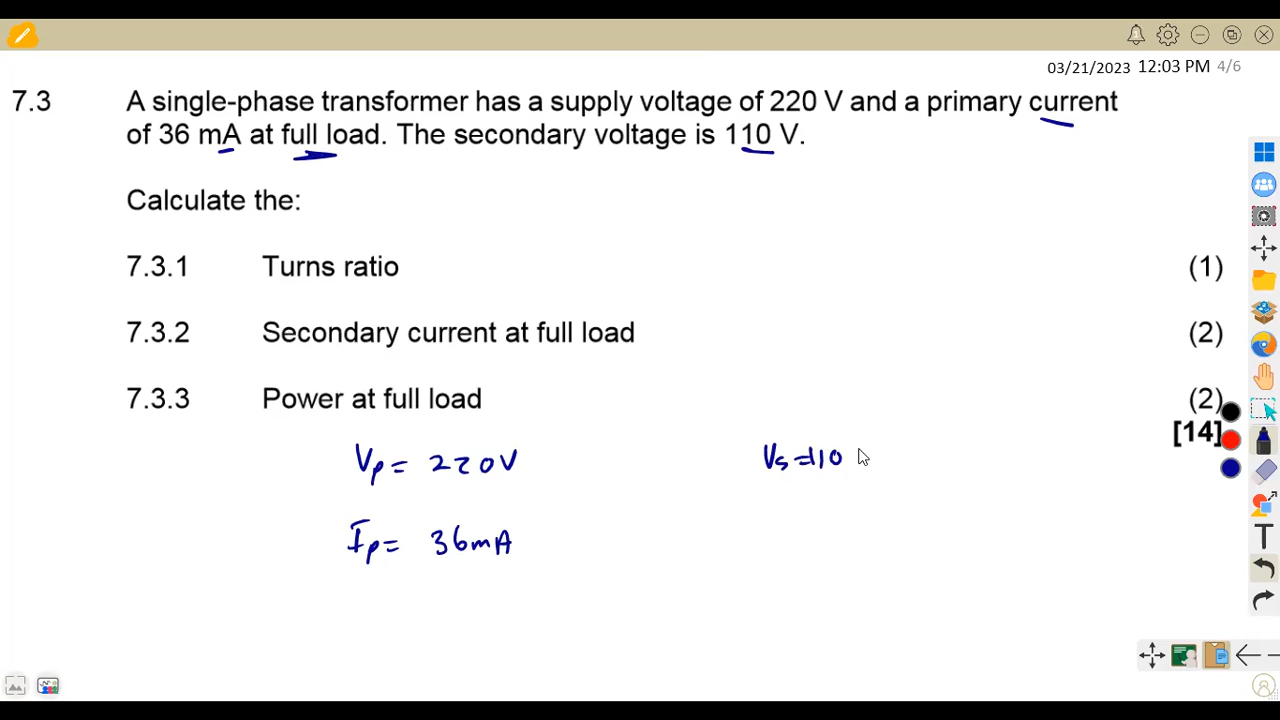 03/21/2023 12:03 PM 4/6
7.3 A single-phase transformer has a supply voltage of 220 V and a primary current
of 36 mA at full load. The secondary voltage is 110 V.
Calculate the:
7.3.1 Turns ratio (1)
7.3.2 Secondary current at full load (2)
7.3.3 Power at full load (2)
[14]
Vp = 220V Vs = 110
Ip = 36mA
T